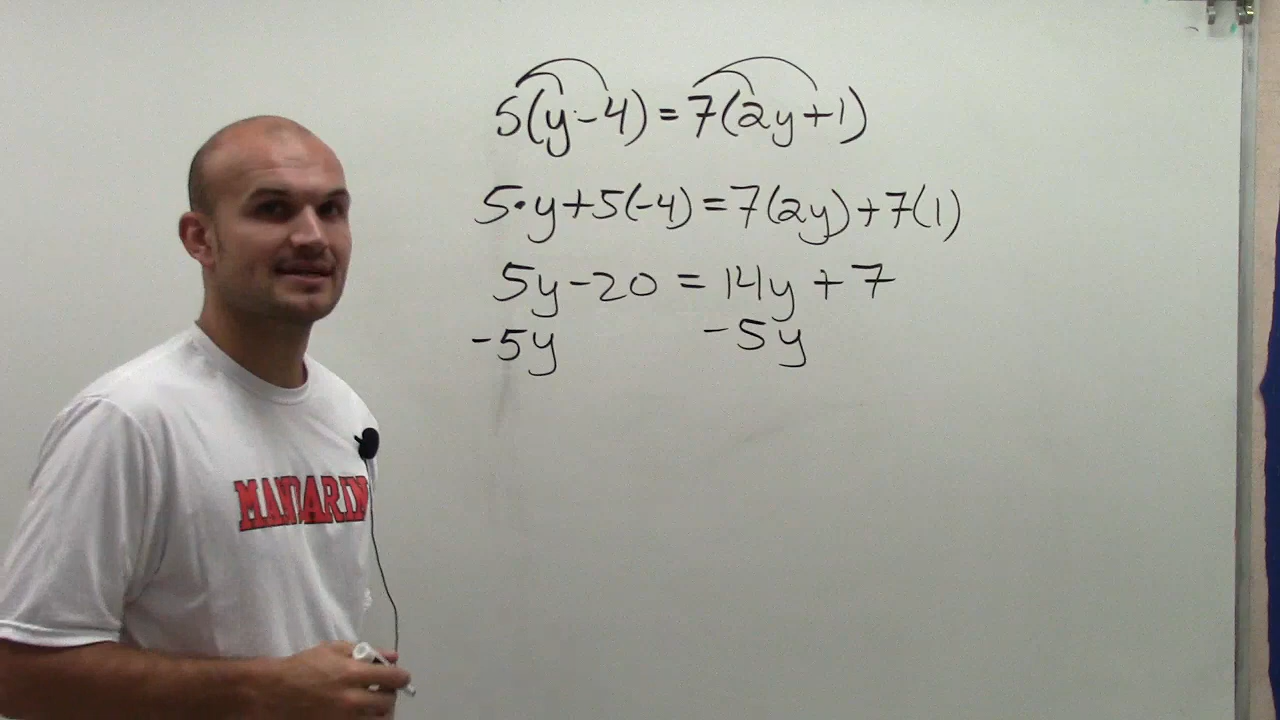 5(y-4)=7(2y+1)
5•y+5(-4)=7(2y)+7(1)
5y-20=14y+7
-5y -5y
MANDARIN